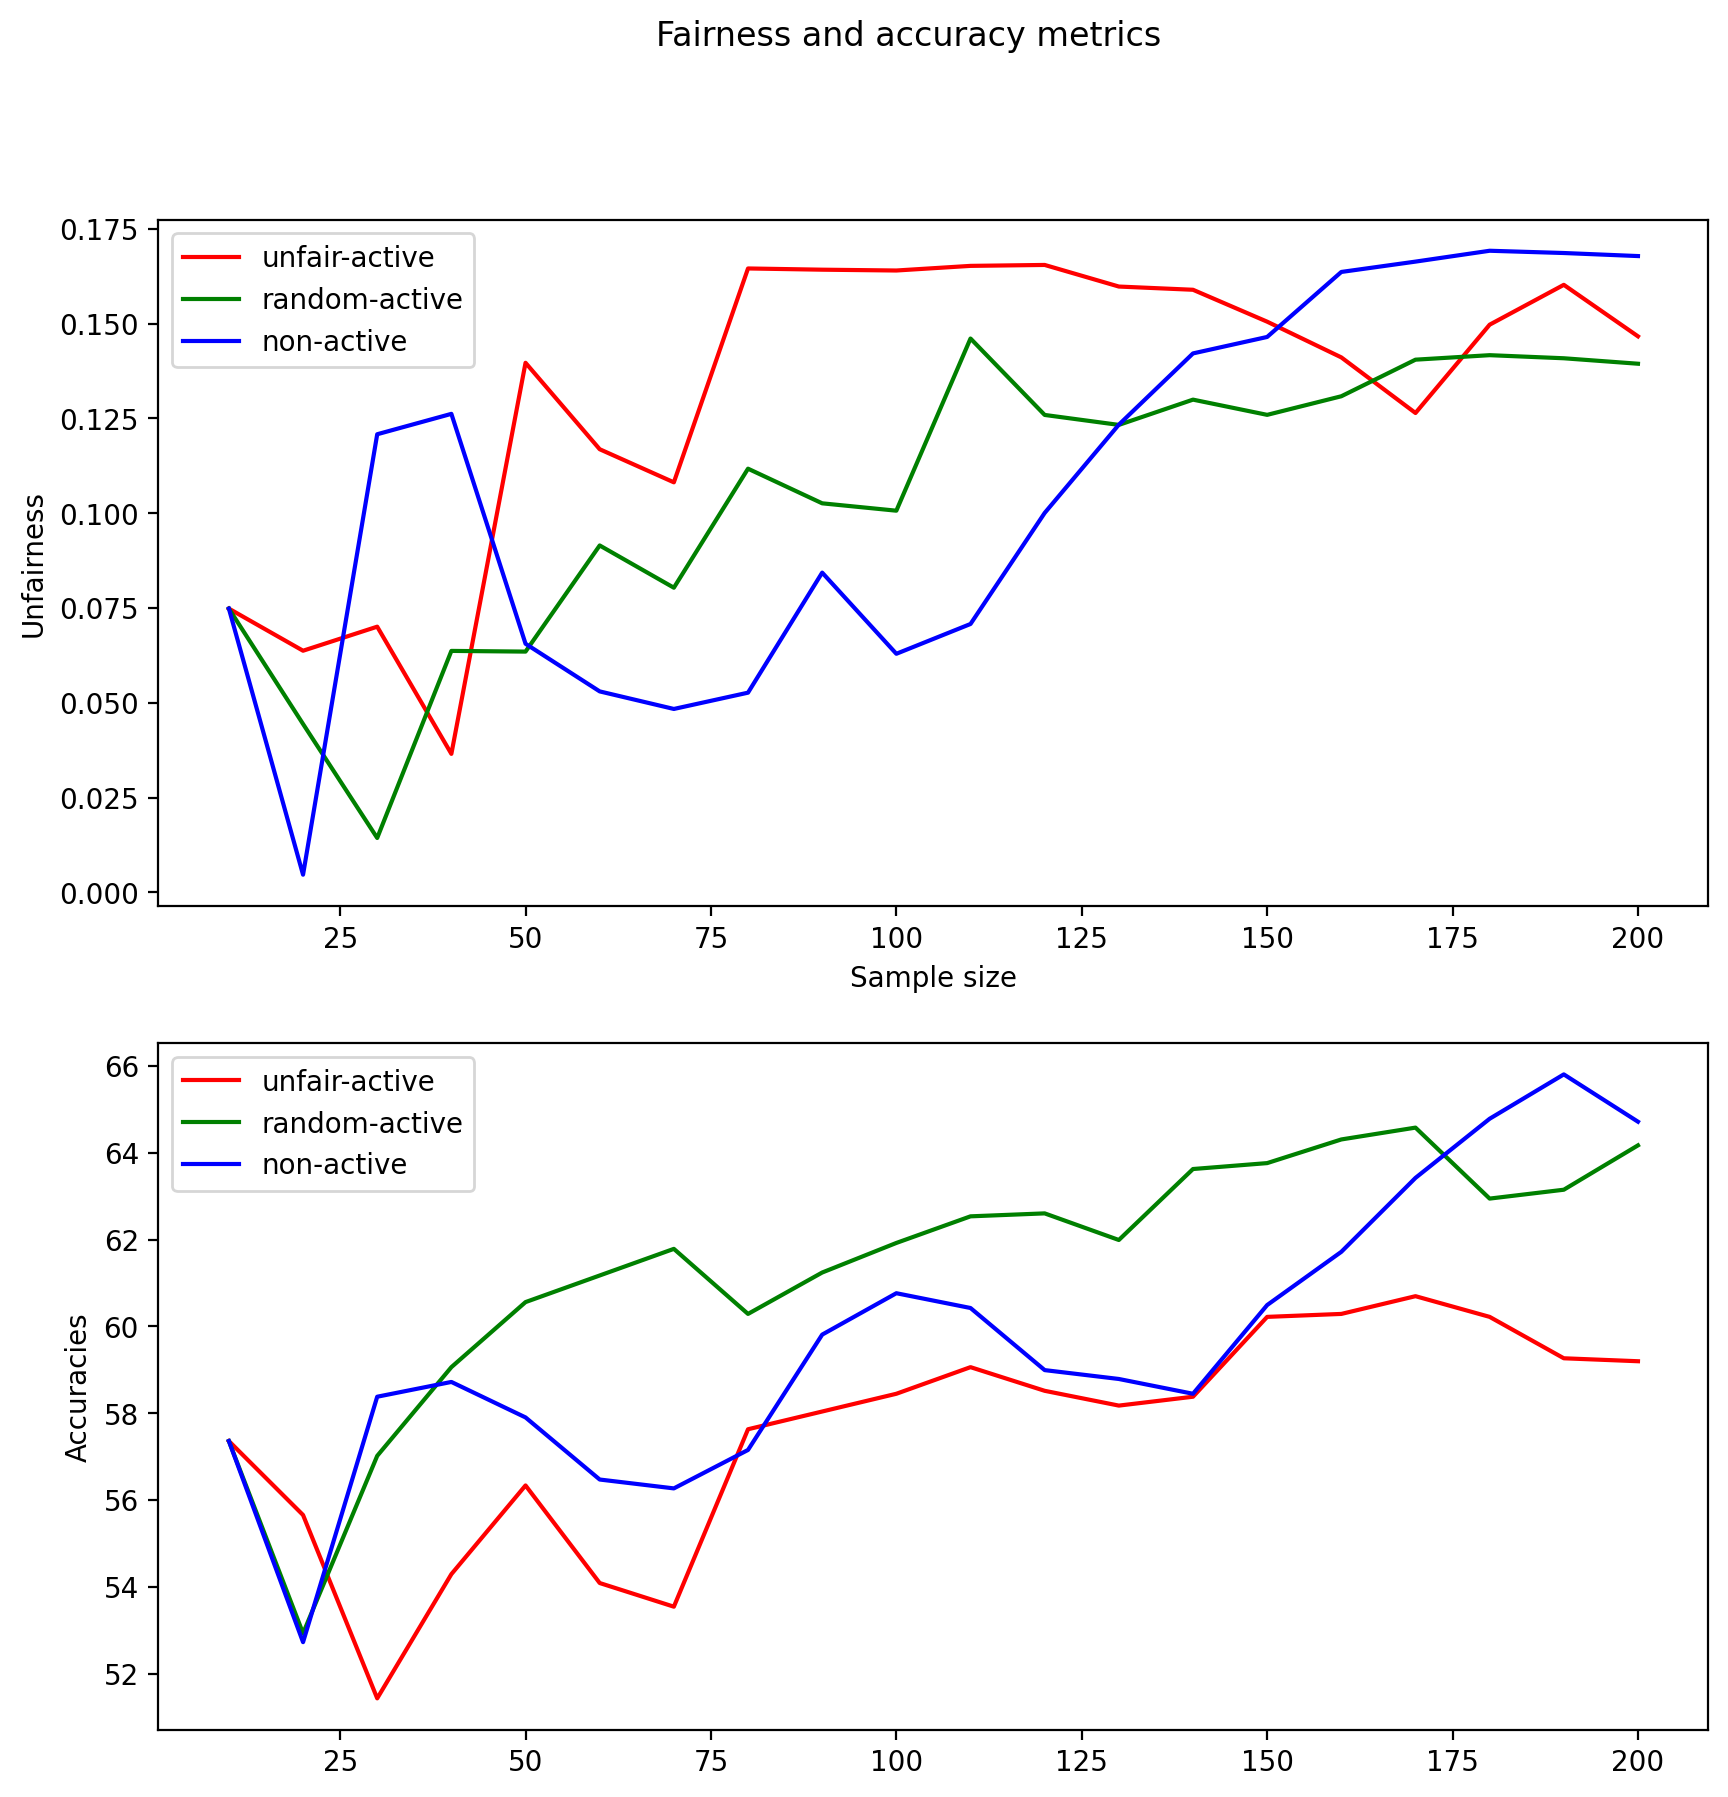 Fairness and accuracy metrics
0.175
0.150
0.125
0.100
0.075
0.050
0.025
0.000
Unfairness
unfair-active
random-active
non-active
25 50 75 100 125 150 175 200
Sample size
66
64
62
60
58
56
54
52
Accuracies
unfair-active
random-active
non-active
25 50 75 100 125 150 175 200